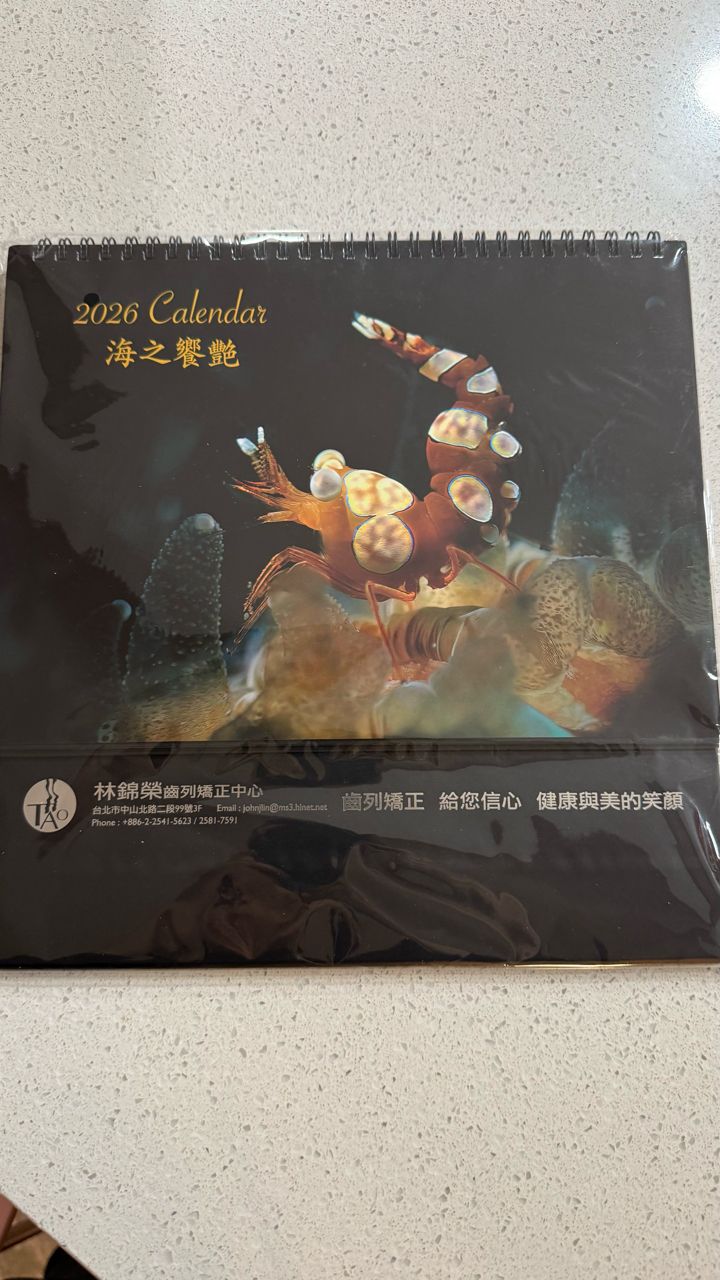 2026 Calendar
海之饗艷
TAO
林錦榮齒列矯正中心
台北市中山北路二段99號3F Email : johnjlin@ms3.hinet.net
Phone : +886-2-2541-5623 / 2581-7591
齒列矯正 給您信心 健康與美的笑顏